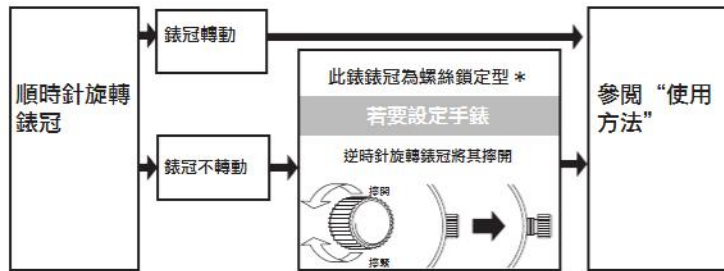 順時針旋轉
錶冠
錶冠轉動
錶冠不轉動
此錶錶冠為螺絲鎖定型＊
若要設定手錶
逆時針旋轉錶冠將其擰開
擰開
擰緊
參閱“使用
方法”